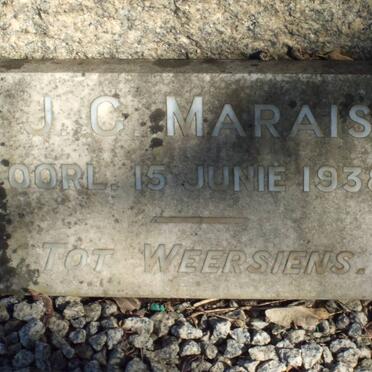 J. G. MARAIS
OORL. 15 JUNIE 1938
TOT WEERSIENS.